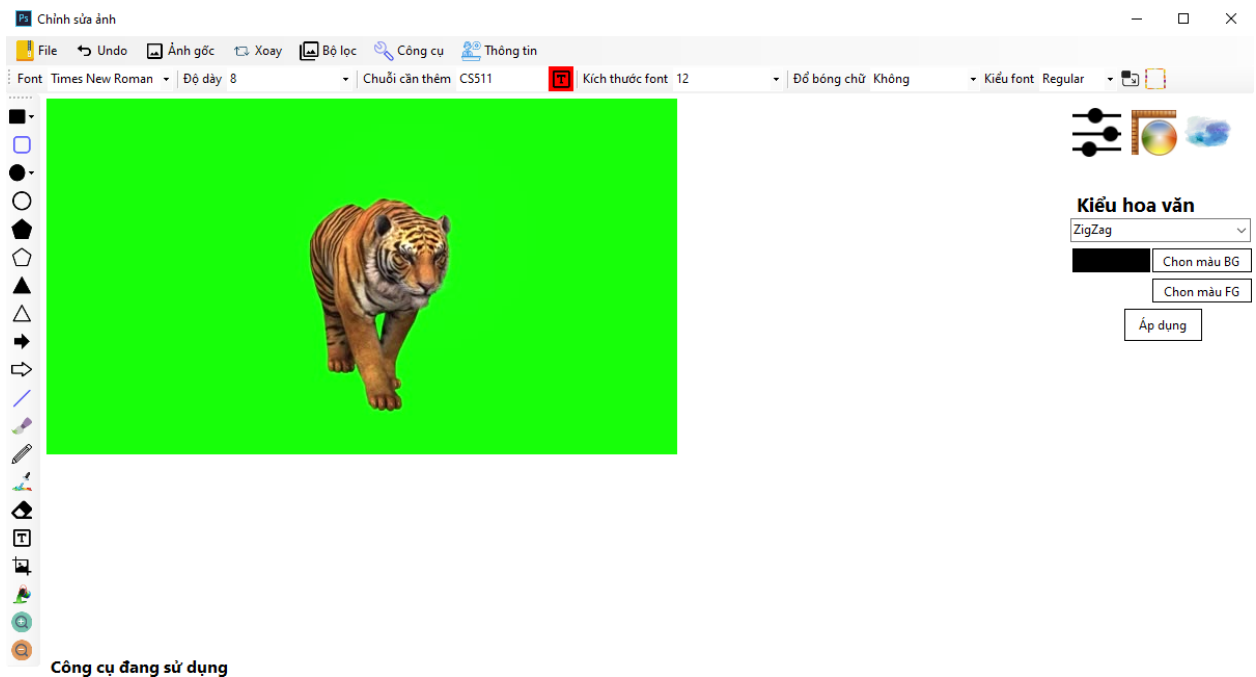 Ps Chỉnh sửa ảnh
File Undo Ảnh gốc Xoay Bộ lọc Công cụ Thông tin
Font Times New Roman Độ dày 8 Chuỗi cần thêm CS511 T Kích thước font 12 Đổ bóng chữ Không Kiểu font Regular
Kiểu hoa văn
ZigZag
Chon màu BG
Chon màu FG
Áp dụng
T
Công cụ đang sử dụng